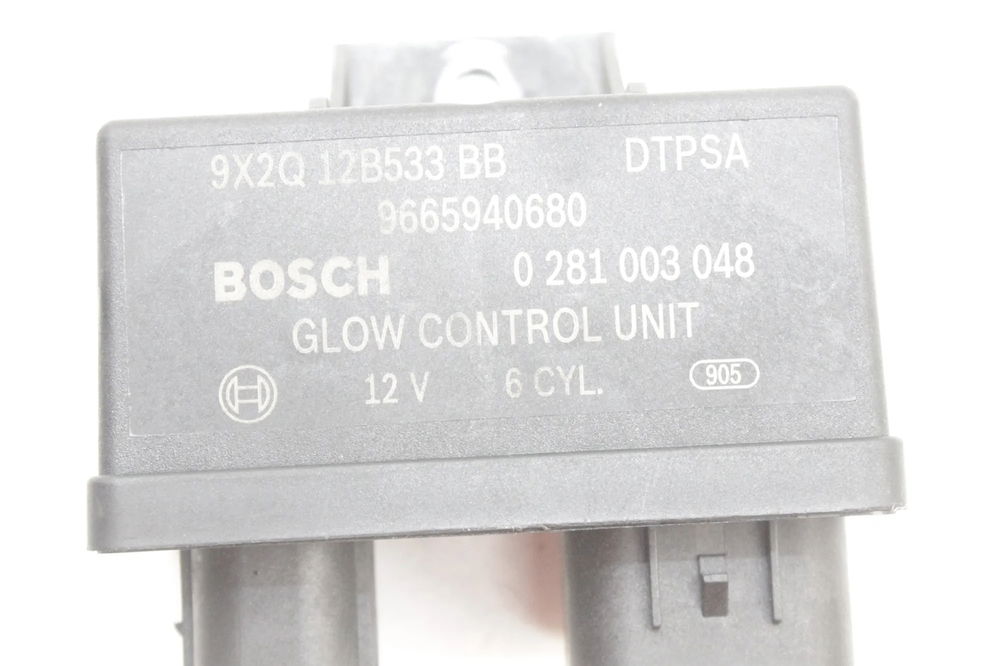 9X2Q 12B533 BB DTPSA
9665940680
BOSCH 0 281 003 048
GLOW CONTROL UNIT
12 V 6 CYL. 905